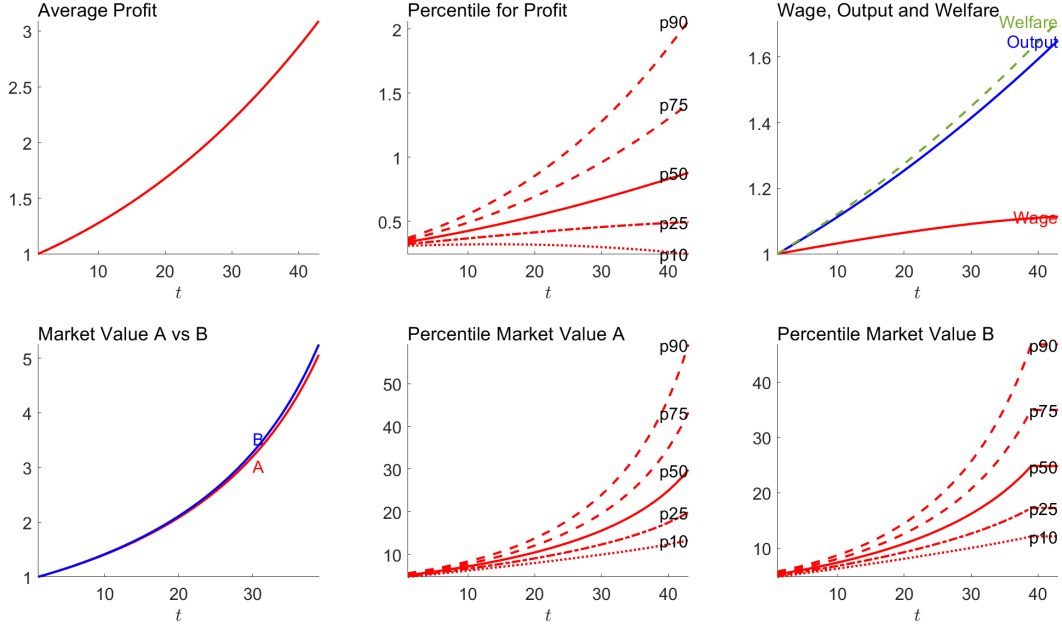 Average Profit
3
2.5
2
1.5
1
10
20
30
40
t
Percentile for Profit
2
1.5
1
0.5
p90
p75
p50
p25
p10
10
20
30
40
t
Wage, Output and Welfare
Welfare
Output
1.6
1.4
1.2
1
Wage
10
20
30
40
t
Market Value A vs B
5
4
3
2
1
B
A
10
20
30
t
Percentile Market Value A
50
40
30
20
10
p90
p75
p50
p25
p10
10
20
30
40
t
Percentile Market Value B
40
30
20
10
p90
p75
p50
p25
p10
10
20
30
40
t